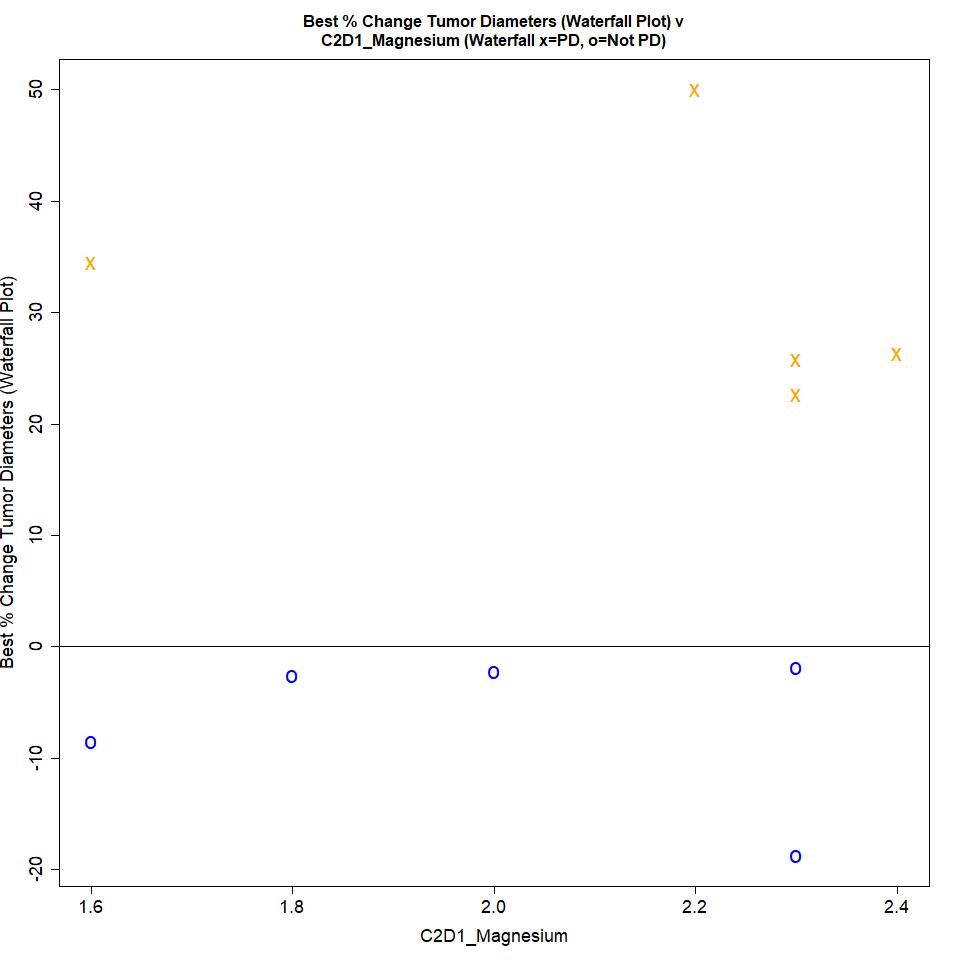 Best % Change Tumor Diameters (Waterfall Plot) v
C2D1_Magnesium (Waterfall x=PD, o=Not PD)
Best % Change Tumor Diameters (Waterfall Plot)
50
40
30
20
10
0
-10
-20
X
X
X
X
X
O
O
O
O
O
1.6
1.8
2.0
2.2
2.4
C2D1_Magnesium